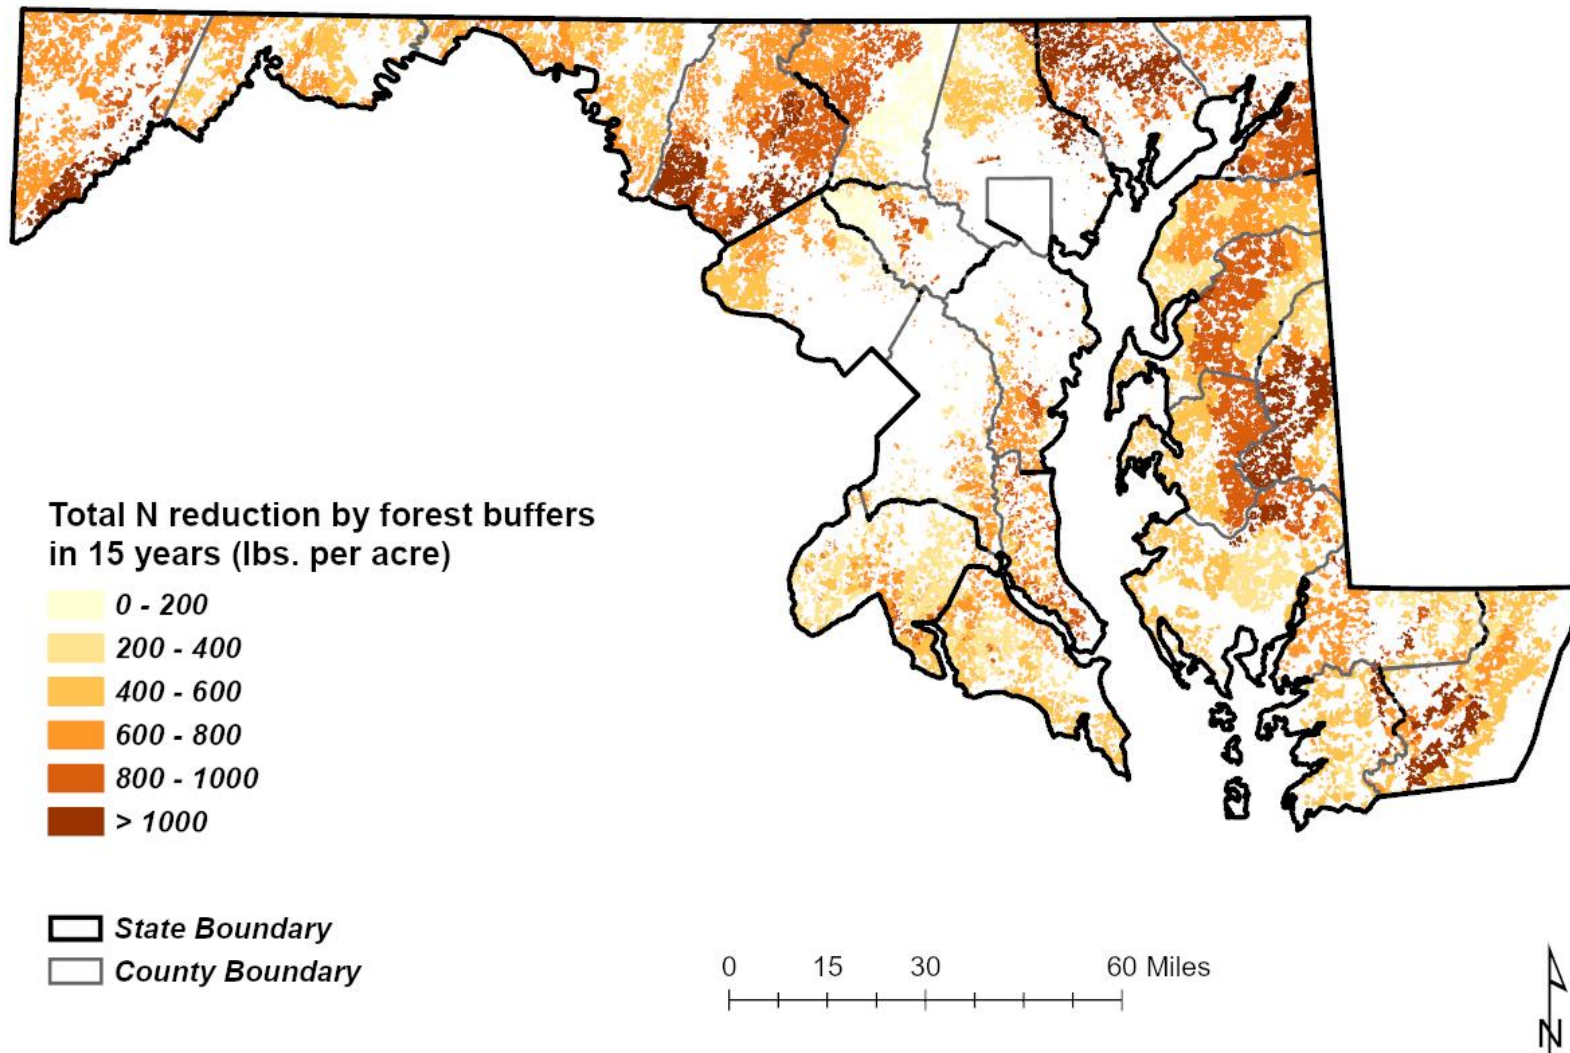 Total N reduction by forest buffers
in 15 years (lbs. per acre)
0 - 200
200 - 400
400 - 600
600 - 800
800 - 1000
> 1000
State Boundary
County Boundary
0 15 30 60 Miles
N